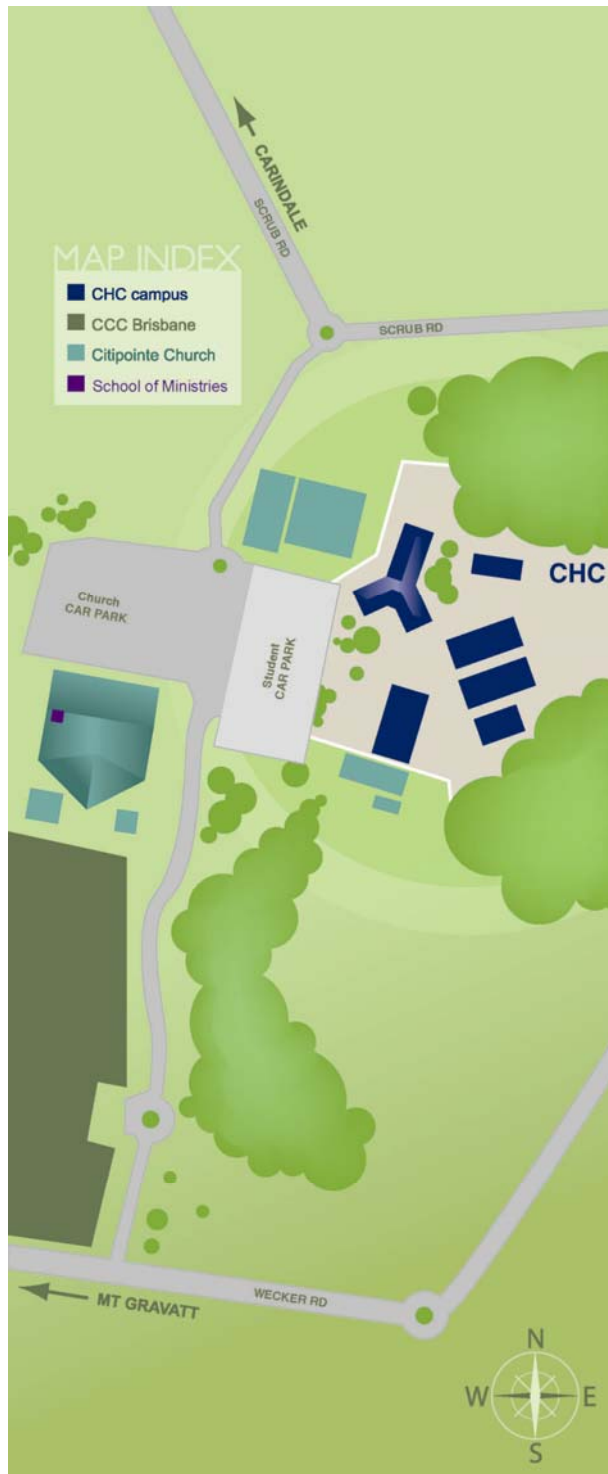 CARINDALE
SCRUB RD
MAP INDEX
CHC campus
CCC Brisbane
Citipointe Church
School of Ministries
SCRUB RD
CHC
Church
CAR PARK
Student
CAR PARK
WECKER RD
MT GRAVATT
N
W E
S